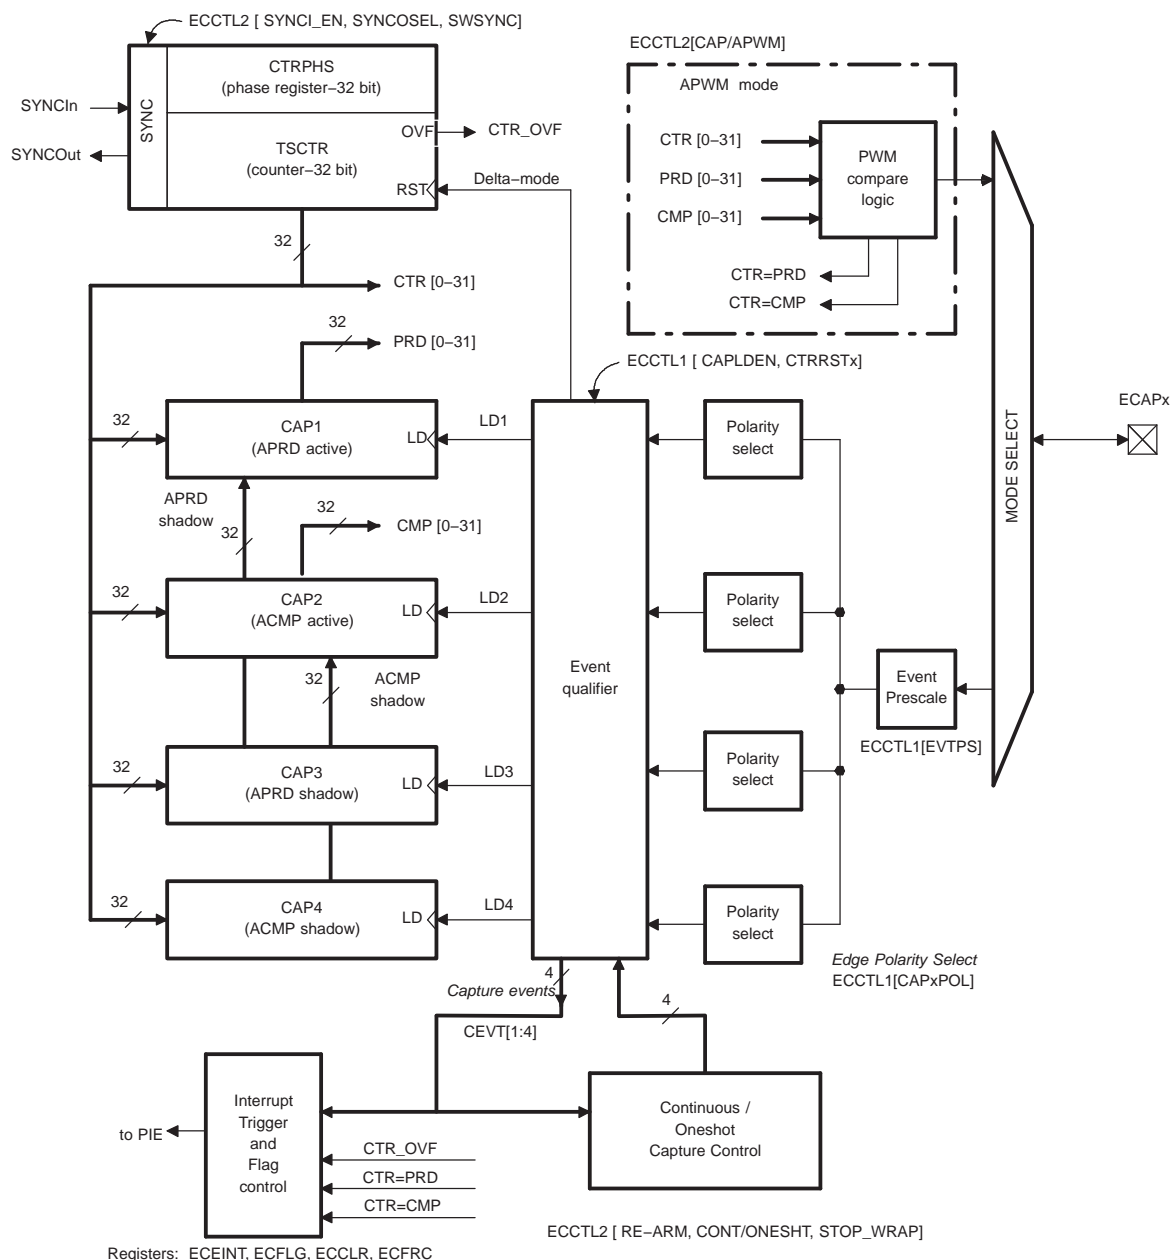 ECCTL2 [ SYNCI_EN, SYNCOSEL, SWSYNC]
SYNC
CTRPHS
(phase register−32 bit)
SYNCIn
SYNCOut
TSCTR
(counter−32 bit)
OVF
CTR_OVF
RST
Delta−mode
ECCTL2[CAP/APWM]
APWM mode
CTR [0−31]
PRD [0−31]
CMP [0−31]
PWM
compare
logic
CTR=PRD
CTR=CMP
32
CTR [0−31]
32
PRD [0−31]
ECCTL1 [ CAPLDEN, CTRRSTx]
32
CAP1
(APRD active)
LD
LD1
Polarity
select
MODE SELECT
ECAPx
APRD
shadow
32
32
CMP [0−31]
32
CAP2
(ACMP active)
LD
LD2
Event
qualifier
Polarity
select
32
ACMP
shadow
Event
Prescale
ECCTL1[EVTPS]
32
CAP3
(APRD shadow)
LD
LD3
Polarity
select
32
CAP4
(ACMP shadow)
LD
LD4
Polarity
select
Edge Polarity Select
ECCTL1[CAPxPOL]
4
Capture events
CEVT[1:4]
4
to PIE
Interrupt
Trigger
and
Flag
control
CTR_OVF
CTR=PRD
CTR=CMP
Continuous /
Oneshot
Capture Control
ECCTL2 [ RE−ARM, CONT/ONESHT, STOP_WRAP]
Registers: ECEINT, ECFLG, ECCLR, ECFRC